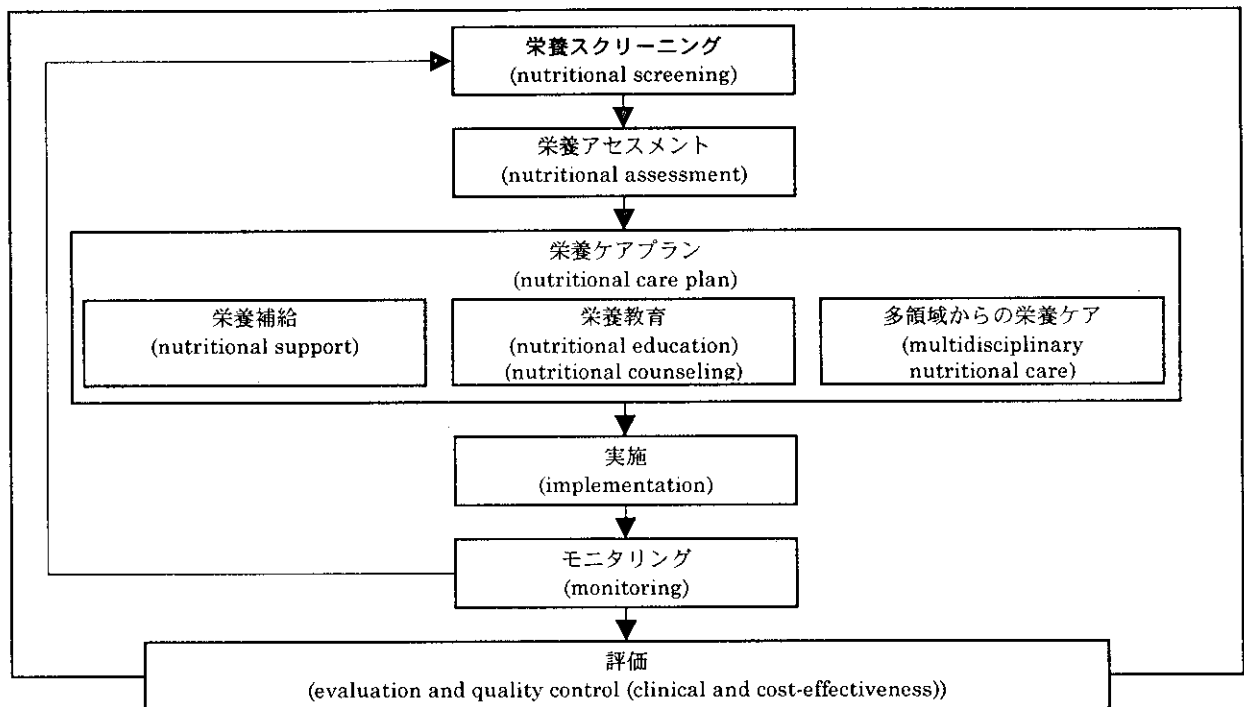 栄養スクリーニング
(nutritional screening)
栄養アセスメント
(nutritional assessment)
栄養ケアプラン
(nutritional care plan)
栄養補給
(nutritional support)
栄養教育
(nutritional education)
(nutritional counseling)
多領域からの栄養ケア
(multidisciplinary
nutritional care)
実施
(implementation)
モニタリング
(monitoring)
評価
(evaluation and quality control (clinical and cost-effectiveness))